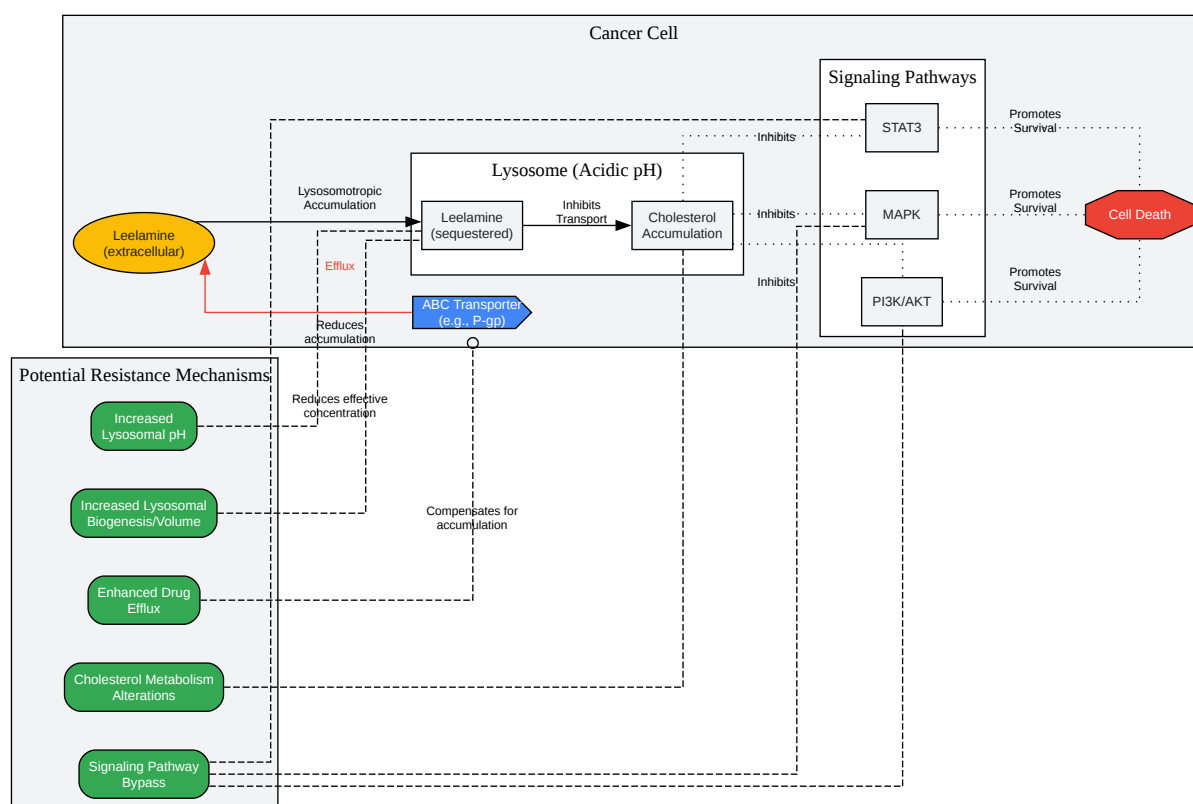 Cancer Cell
Signaling Pathways
STAT3
Promotes
Survival
Inhibits
Lysosome (Acidic pH)
Lysosomotropic
Accumulation
Leelamine
(sequestered)
Inhibits
Transport
Cholesterol
Accumulation
Inhibits
MAPK
Promotes
Survival
Cell Death
Leelamine
(extracellular)
Efflux
Inhibits
PI3K/AKT
Promotes
Survival
ABC Transporter
(e.g., P-gp)
Reduces
accumulation
Potential Resistance Mechanisms
Reduces effective
concentration
Increased
Lysosomal pH
Increased Lysosomal
Biogenesis/Volume
Compensates for
accumulation
Enhanced Drug
Efflux
Cholesterol Metabolism
Alterations
Signaling Pathway
Bypass